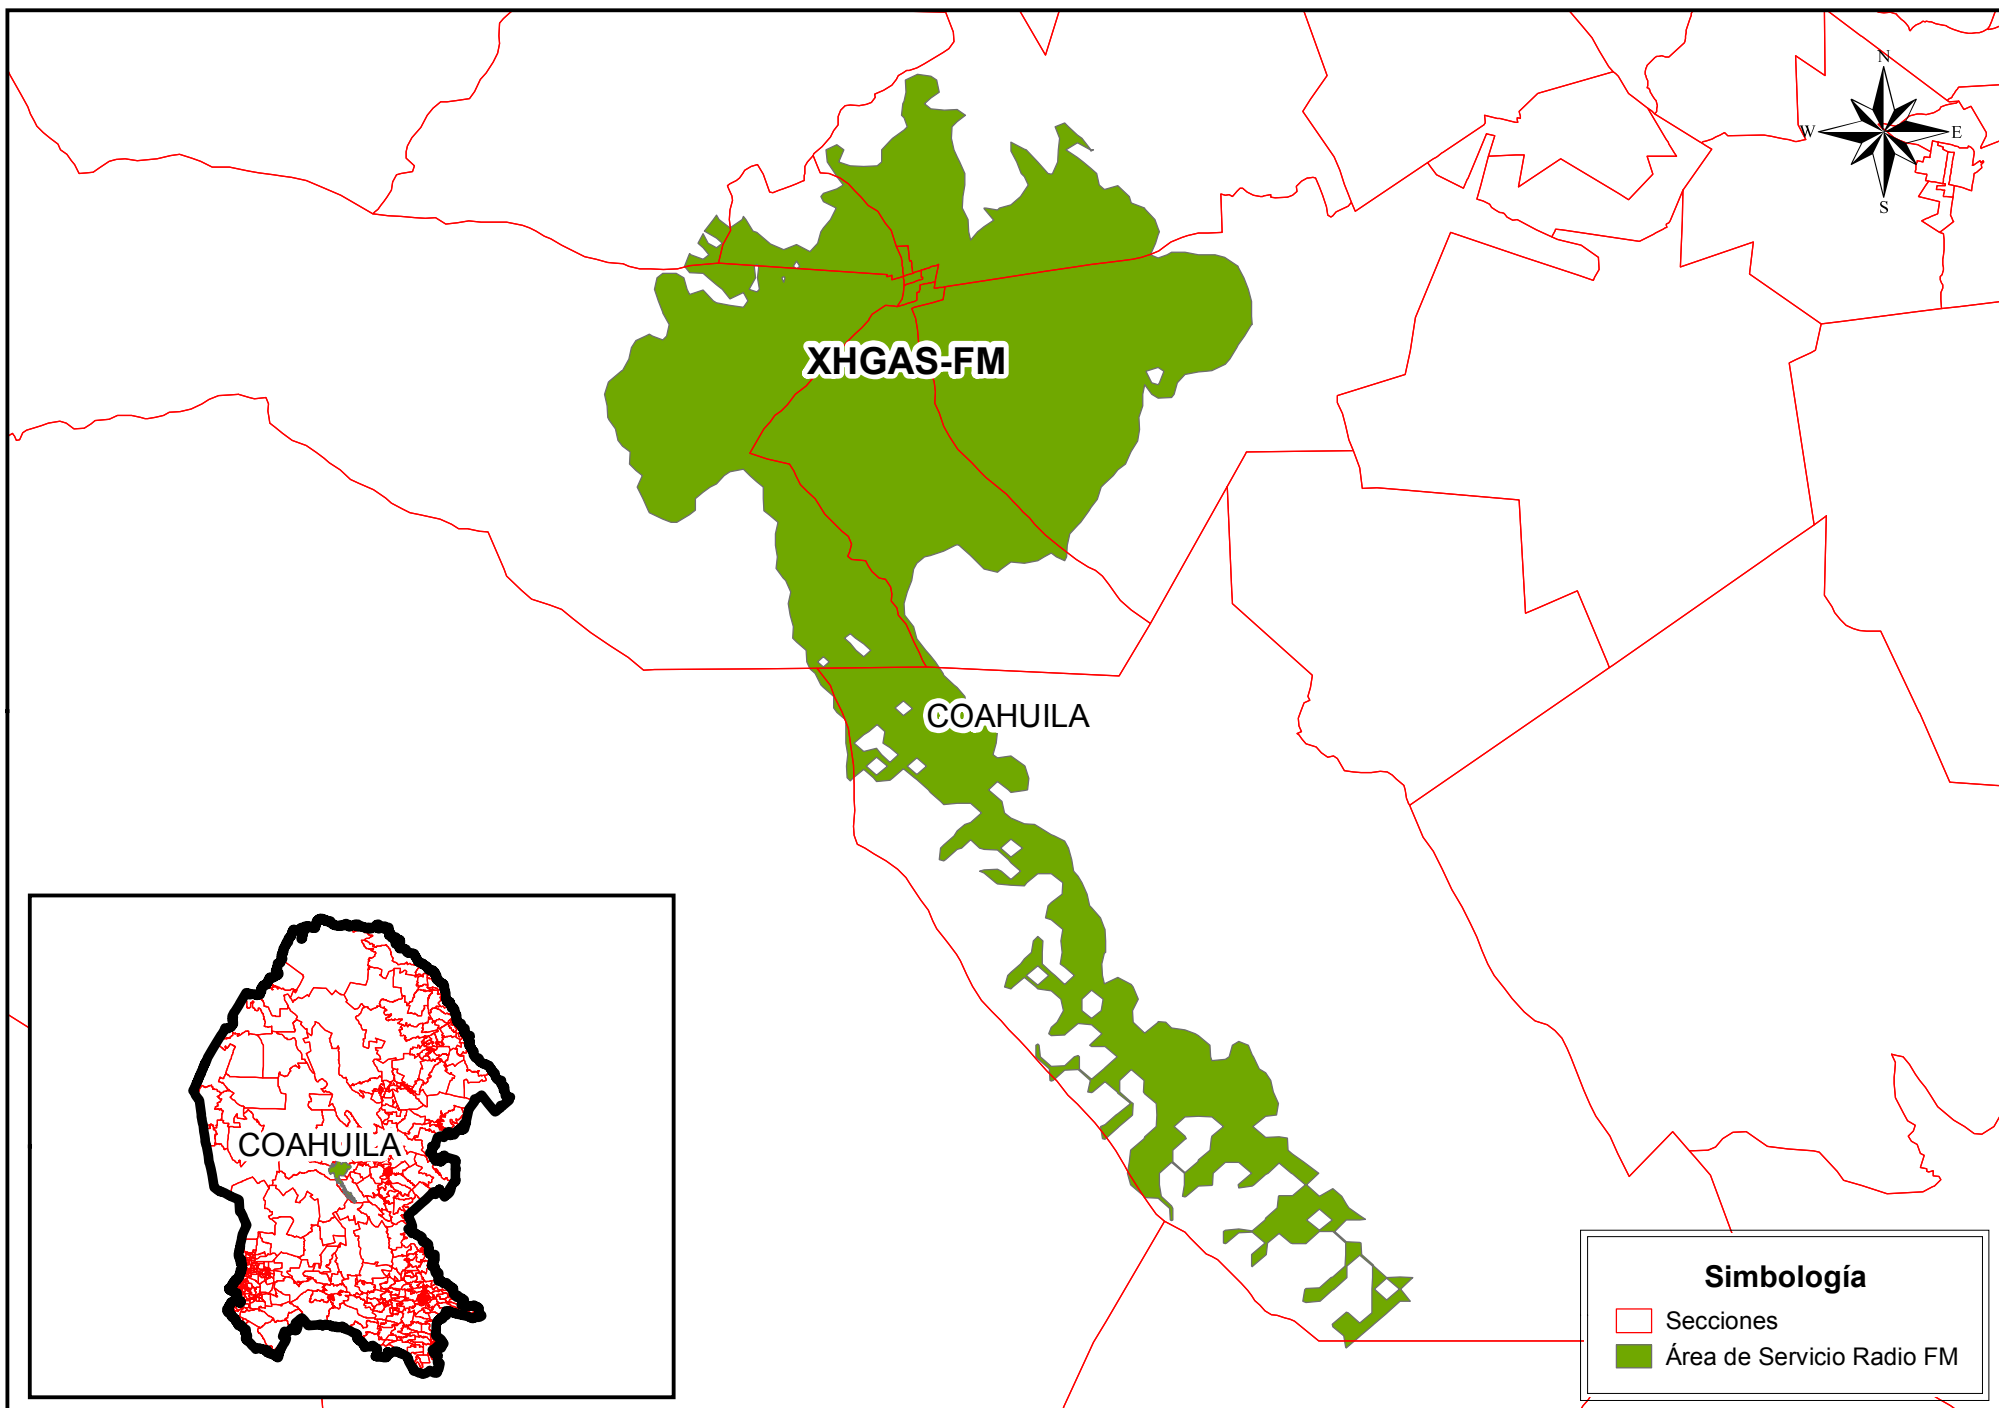 N
W E
S
XHGAS-FM
COAHUILA
COAHUILA
Simbología
Secciones
Área de Servicio Radio FM